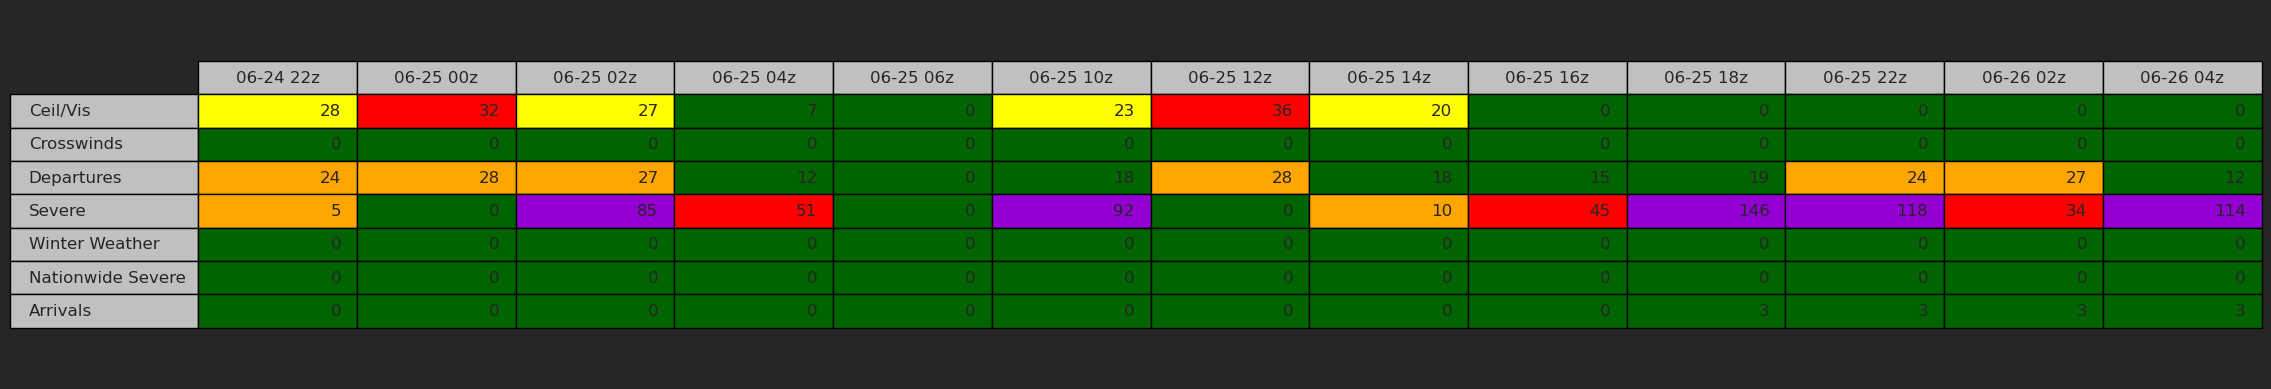 06-24 22z 06-25 00z 06-25 02z 06-25 04z 06-25 06z 06-25 10z 06-25 12z 06-25 14z 06-25 16z 06-25 18z 06-25 22z 06-26 02z 06-26 04z
Ceil/Vis 28 32 27 7 0 23 36 20 0 0 0 0 0
Crosswinds 0 0 0 0 0 0 0 0 0 0 0 0 0
Departures 24 28 27 12 0 18 28 18 15 19 24 27 12
Severe 5 0 85 51 0 92 0 10 45 146 118 34 114
Winter Weather 0 0 0 0 0 0 0 0 0 0 0 0 0
Nationwide Severe 0 0 0 0 0 0 0 0 0 0 0 0 0
Arrivals 0 0 0 0 0 0 0 0 0 3 3 3 3